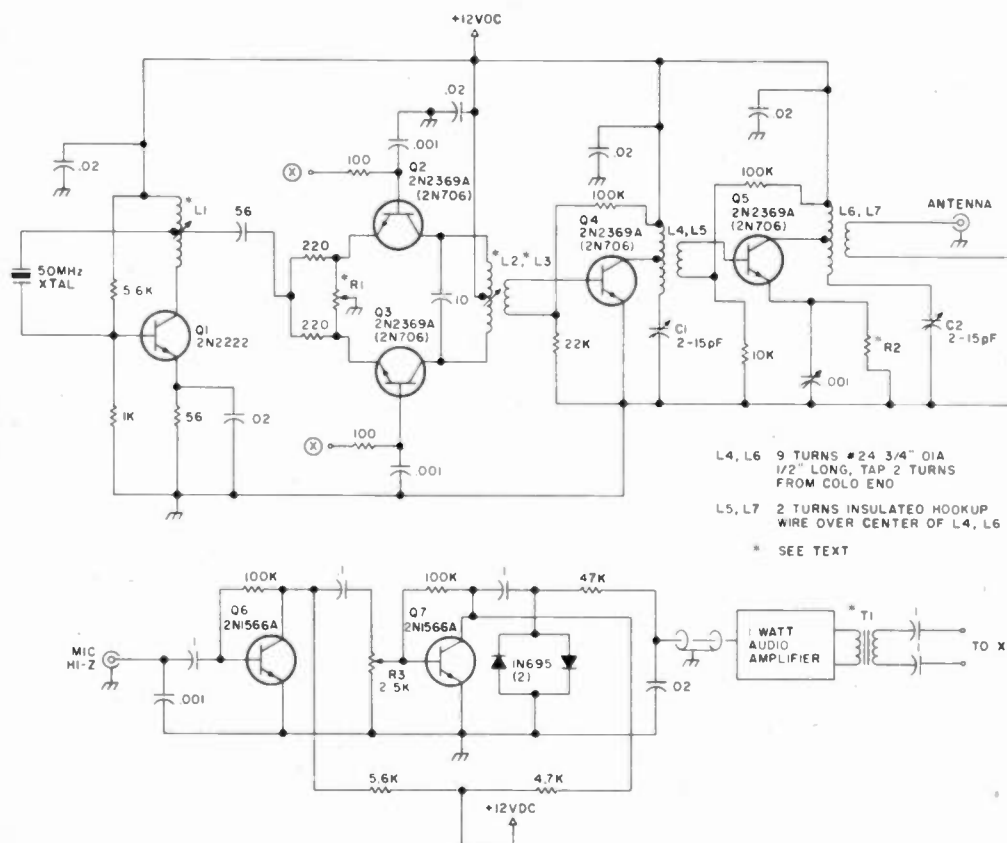 +12VDC
.02
.001
.02
* L1
56
50MHz
XTAL
5.6K
Q1
2N2222
1K
56
.02
X
100
Q2
2N2369A
(2N706)
220
* R1
220
Q3
2N2369A
(2N706)
10
X
100
.001
* L2, * L3
.02
100K
Q4
2N2369A
(2N706)
L4, L5
22K
C1
2-15pF
.02
100K
Q5
2N2369A
(2N706)
L6, L7
ANTENNA
10K
.001
* R2
C2
2-15pF
L4, L6 9 TURNS #24 3/4" DIA
1/2" LONG, TAP 2 TURNS
FROM COLD END
L5, L7 2 TURNS INSULATED HOOKUP
WIRE OVER CENTER OF L4, L6
* SEE TEXT
MIC
HI-Z
.001
.1
100K
Q6
2N1566A
.1
R3
2.5K
100K
Q7
2N1566A
.1
1N695
(2)
47K
.02
1 WATT
AUDIO
AMPLIFIER
* T1
.1
.1
TO X
5.6K
4.7K
+12VDC